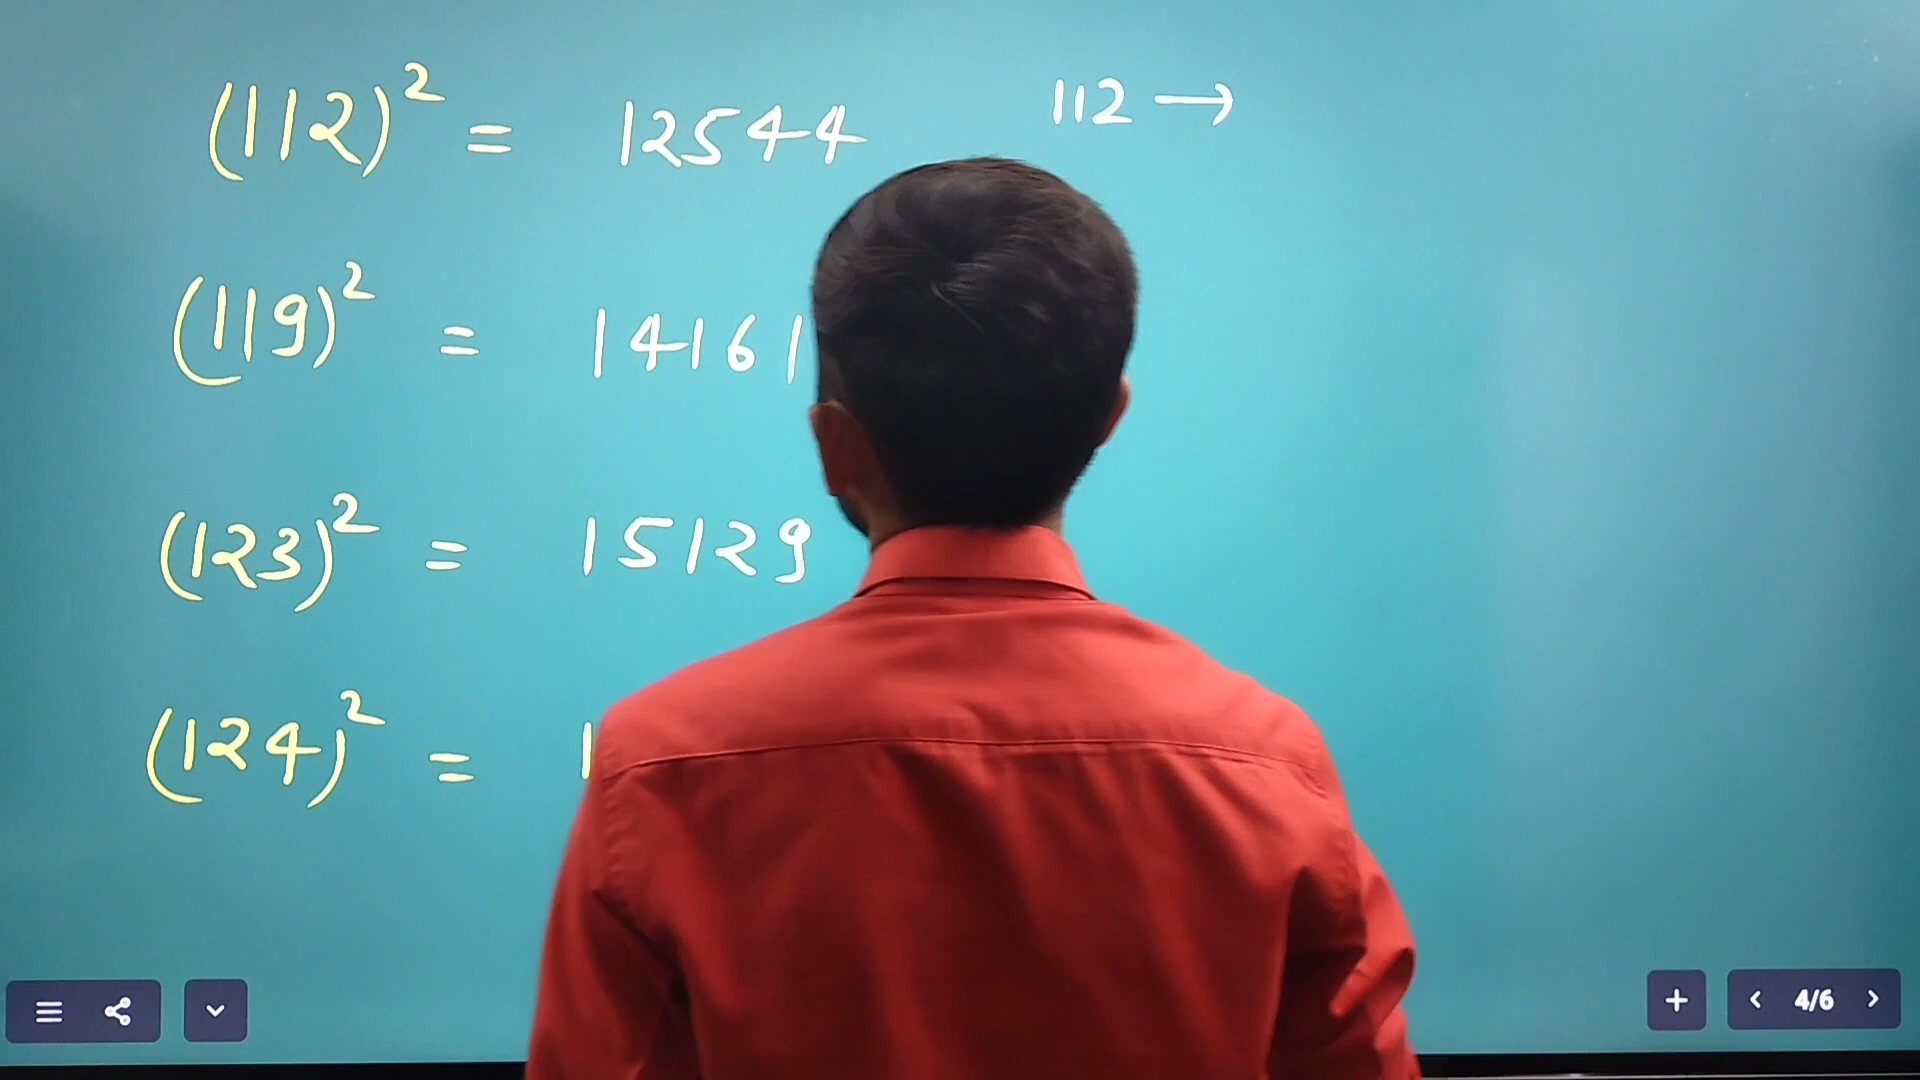 (112)² = 12544 112 →
(119)² = 14161
(123)² = 15129
(124)² = 1
4/6